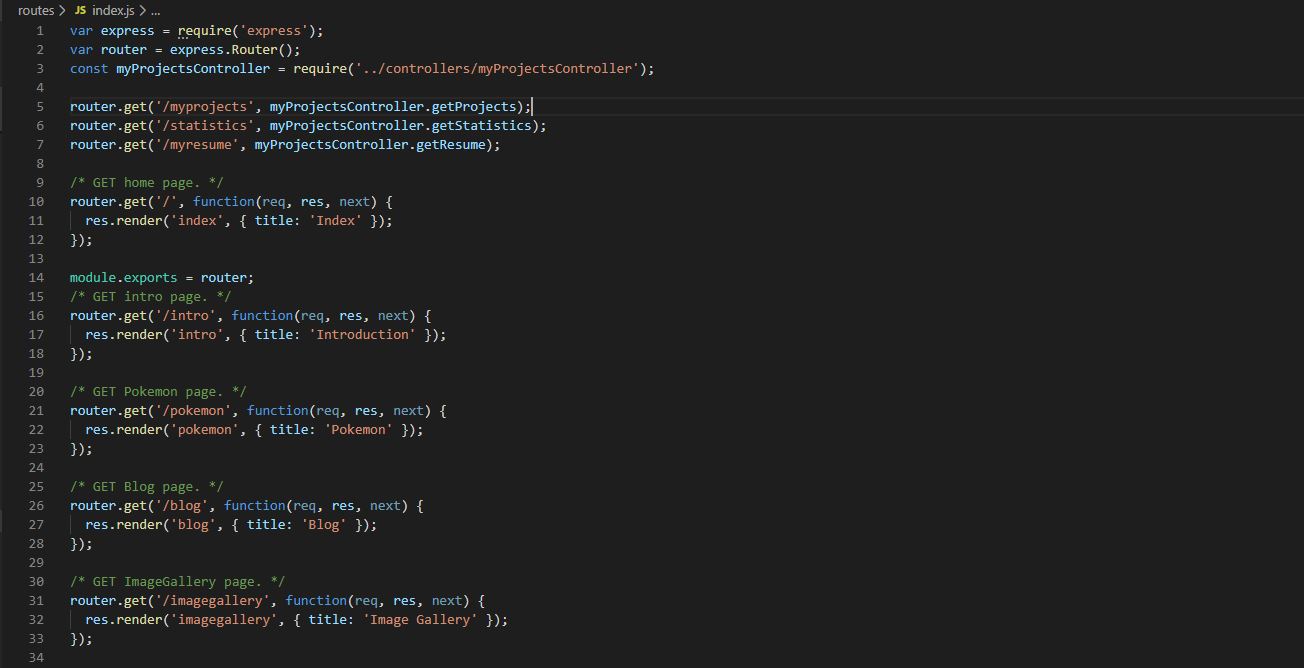 routes > JS index.js > ...
1 var express = require('express');
2 var router = express.Router();
3 const myProjectsController = require('../controllers/myProjectsController');
4
5 router.get('/myprojects', myProjectsController.getProjects);
6 router.get('/statistics', myProjectsController.getStatistics);
7 router.get('/myresume', myProjectsController.getResume);
8
9 /* GET home page. */
10 router.get('/', function(req, res, next) {
11   res.render('index', { title: 'Index' });
12 });
13
14 module.exports = router;
15 /* GET intro page. */
16 router.get('/intro', function(req, res, next) {
17   res.render('intro', { title: 'Introduction' });
18 });
19
20 /* GET Pokemon page. */
21 router.get('/pokemon', function(req, res, next) {
22   res.render('pokemon', { title: 'Pokemon' });
23 });
24
25 /* GET Blog page. */
26 router.get('/blog', function(req, res, next) {
27   res.render('blog', { title: 'Blog' });
28 });
29
30 /* GET ImageGallery page. */
31 router.get('/imagegallery', function(req, res, next) {
32   res.render('imagegallery', { title: 'Image Gallery' });
33 });
34